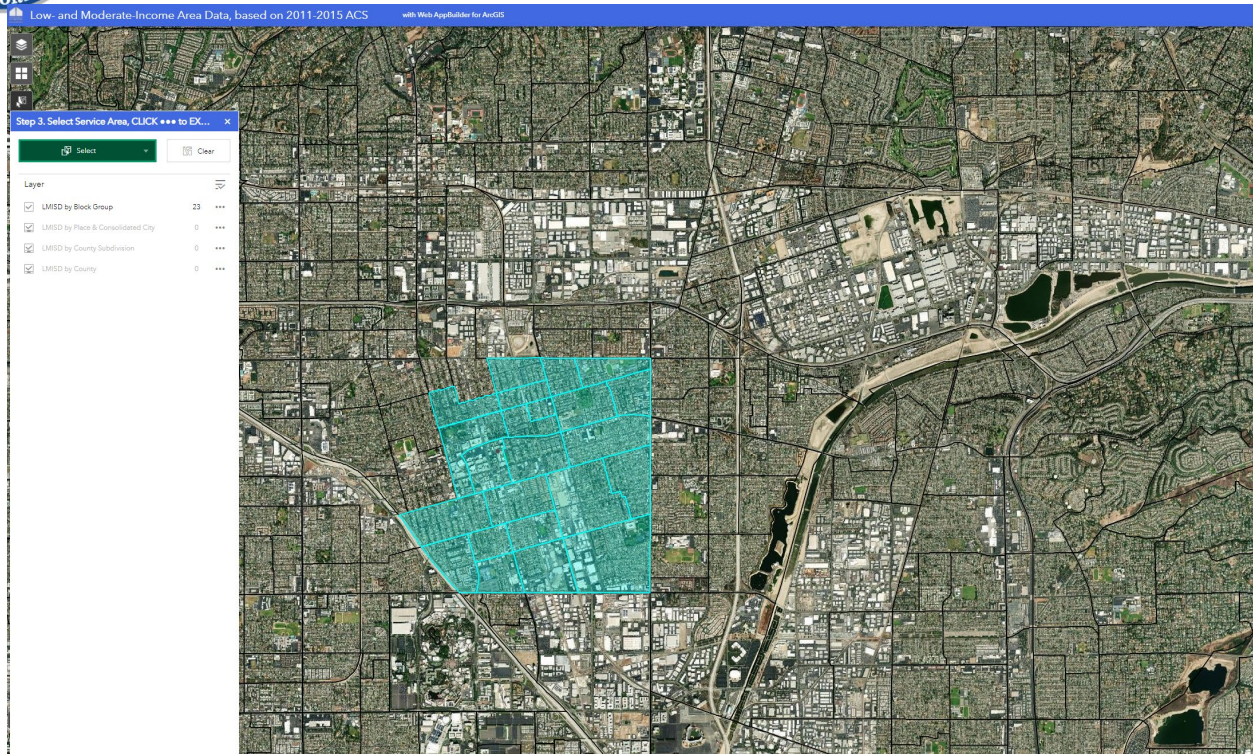 Low- and Moderate-Income Area Data, based on 2011-2015 ACS with Web AppBuilder for ArcGIS
Step 3. Select Service Area, CLICK ●●● to EX... ×
Select Clear
Layer
LMISD by Block Group 23 •••
LMISD by Place & Consolidated City 0 •••
LMISD by County Subdivision 0 •••
LMISD by County 0 •••